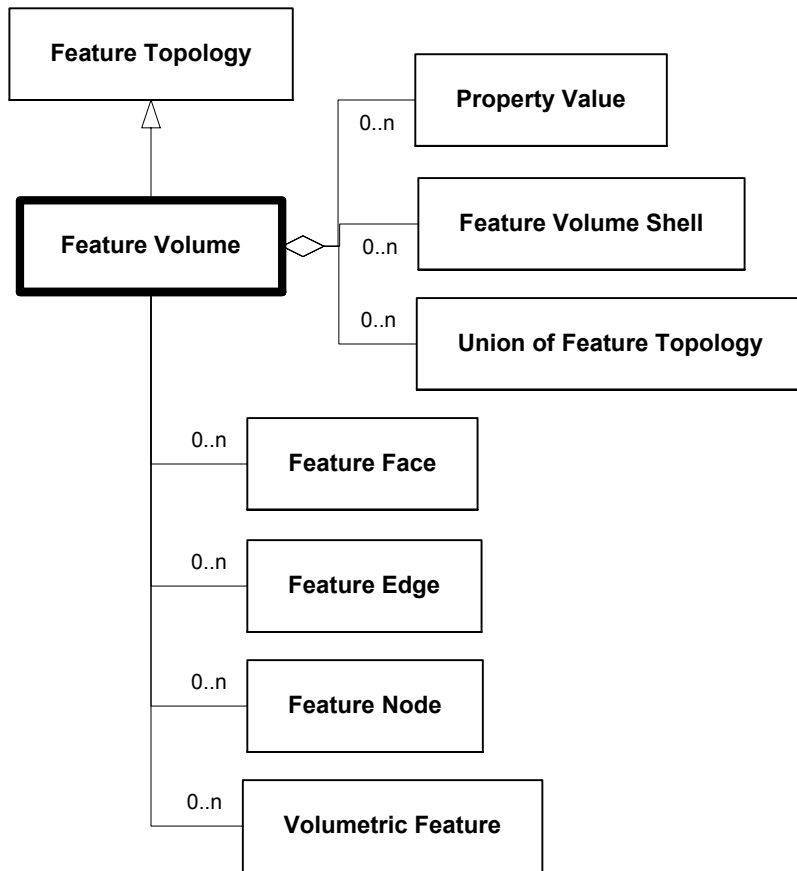 Feature Topology
Property Value
0..n
Feature Volume
Feature Volume Shell
0..n
0..n
Union of Feature Topology
0..n
Feature Face
0..n
Feature Edge
0..n
Feature Node
0..n
Volumetric Feature